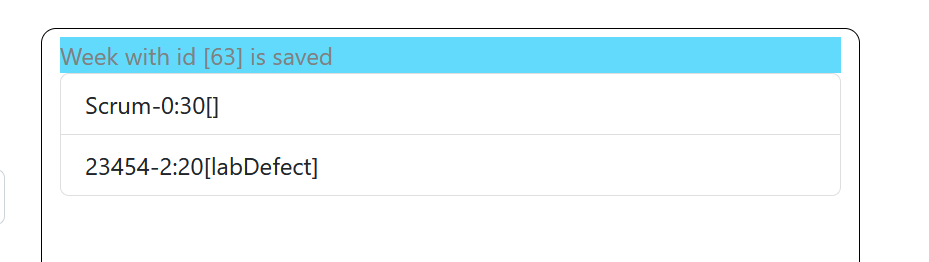 Week with id [63] is saved
Scrum-0:30[]
23454-2:20[labDefect]